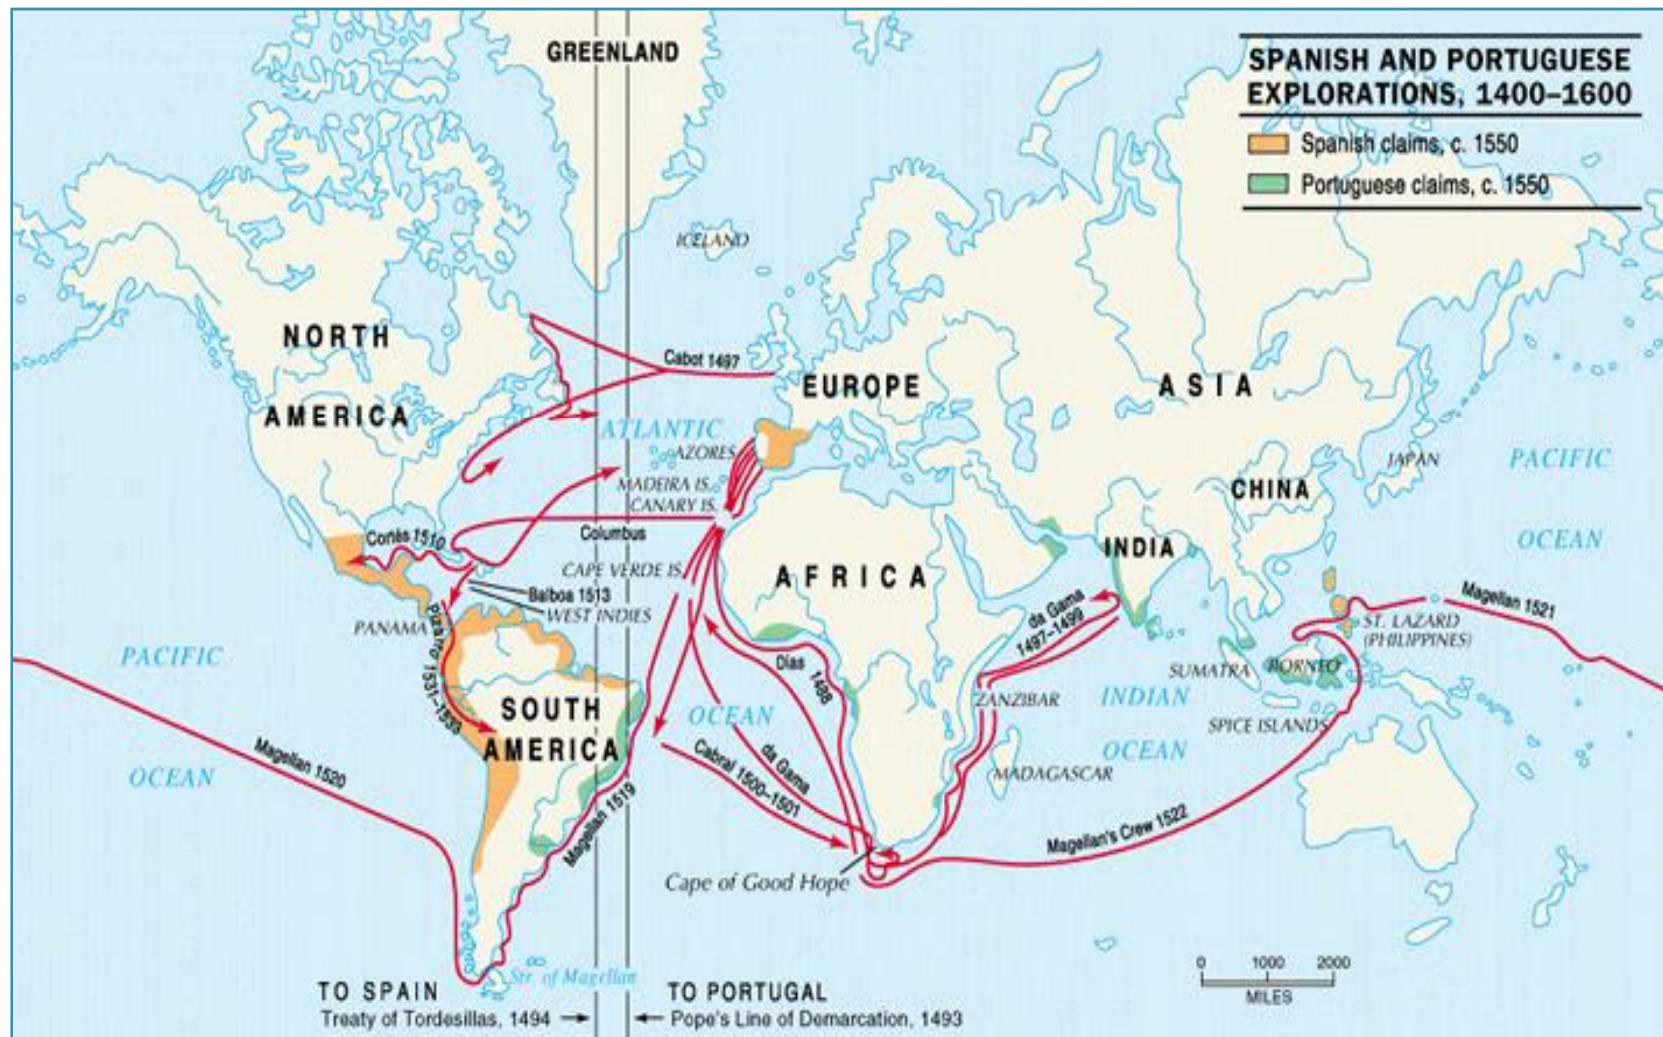 GREENLAND
SPANISH AND PORTUGUESE
EXPLORATIONS, 1400–1600
Spanish claims, c. 1550
Portuguese claims, c. 1550
ICELAND
NORTH
AMERICA
Cabot 1497
EUROPE
ASIA
ATLANTIC
AZORES
MADEIRA IS.
CANARY IS.
JAPAN
PACIFIC
OCEAN
CHINA
Cortés 1510
Columbus
INDIA
CAPE VERDE IS.
AFRICA
Balboa 1513
WEST INDIES
PANAMA
Pizarro 1531–1533
da Gama
1497–1499
Magellan 1521
ST. LAZARD
(PHILIPPINES)
SUMATRA
BORNEO
PACIFIC
OCEAN
Dias 1488
SOUTH
AMERICA
OCEAN
ZANZIBAR
INDIAN
OCEAN
SPICE ISLANDS
MADAGASCAR
Magellan 1520
da Gama
Cabral 1500–1501
Magellan 1519
Magellan's Crew 1522
Cape of Good Hope
Str. of Magellan
0 1000 2000
MILES
TO SPAIN
Treaty of Tordesillas, 1494
TO PORTUGAL
Pope's Line of Demarcation, 1493